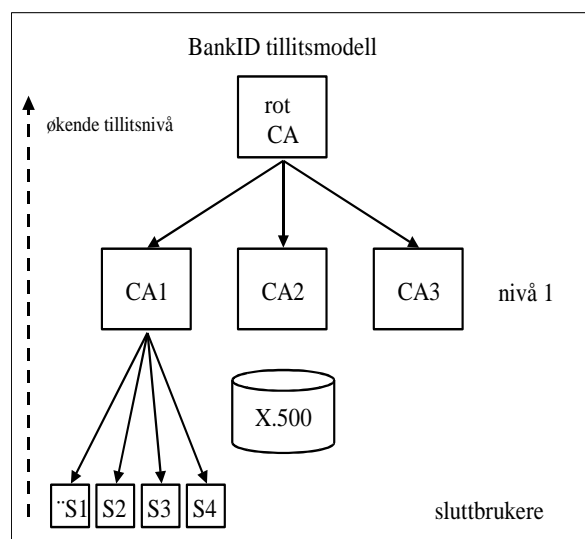 BankID tillitsmodell
økende tillitsnivå
rot
CA
CA1
CA2
CA3
nivå 1
X.500
¨S1
S2
S3
S4
sluttbrukere